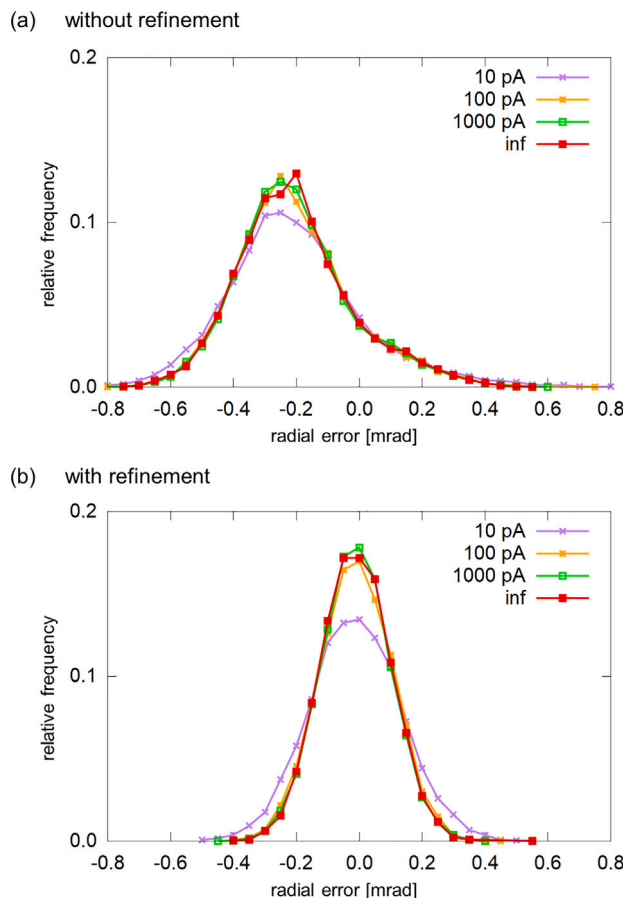 (a) without refinement
0.2
10 pA
100 pA
1000 pA
inf
relative frequency
0.1
0.0
-0.8 -0.6 -0.4 -0.2 0.0 0.2 0.4 0.6 0.8
radial error [mrad]
(b) with refinement
0.2
10 pA
100 pA
1000 pA
inf
relative frequency
0.1
0.0
-0.8 -0.6 -0.4 -0.2 0.0 0.2 0.4 0.6 0.8
radial error [mrad]